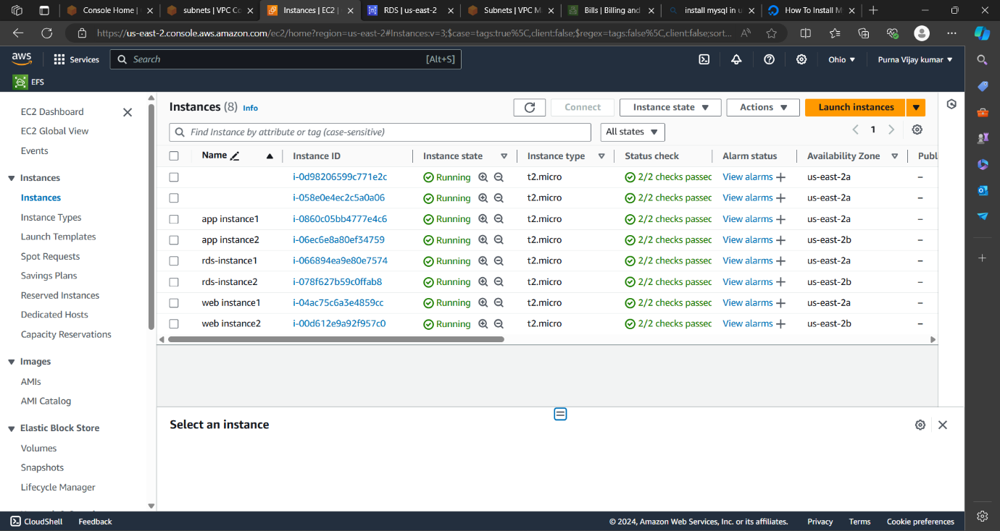 Console Home |
subnets | VPC Co
Instances | EC2 |
RDS | us-east-2
Subnets | VPC M
Bills | Billing and
install mysql in u
How To Install M
https://us-east-2.console.aws.amazon.com/ec2/home?region=us-east-2#Instances:v=3;$case=tags:true%5C,client:false;$regex=tags:false%5C,client:false;sort...
aws
Services
Search
[Alt+S]
Ohio
Purna Vijay kumar
EFS
EC2 Dashboard
EC2 Global View
Events
Instances
Instances
Instance Types
Launch Templates
Spot Requests
Savings Plans
Reserved Instances
Dedicated Hosts
Capacity Reservations
Images
AMIs
AMI Catalog
Elastic Block Store
Volumes
Snapshots
Lifecycle Manager
Instances (8) Info
Connect
Instance state
Actions
Launch instances
Find Instance by attribute or tag (case-sensitive)
All states
1
Name Instance ID Instance state Instance type Status check Alarm status Availability Zone Publ
i-0d98206599c771e2c Running t2.micro 2/2 checks passec View alarms + us-east-2a –
i-058e0e4ec2c5a0a06 Running t2.micro 2/2 checks passec View alarms + us-east-2a –
app instance1 i-0860c05bb4777e4c6 Running t2.micro 2/2 checks passec View alarms + us-east-2a –
app instance2 i-06ec6e8a80ef34759 Running t2.micro 2/2 checks passec View alarms + us-east-2b –
rds-instance1 i-066894ea9e80e7574 Running t2.micro 2/2 checks passec View alarms + us-east-2a –
rds-instance2 i-078f627b59c0ffab8 Running t2.micro 2/2 checks passec View alarms + us-east-2b –
web instance1 i-04ac75c6a3e4859cc Running t2.micro 2/2 checks passec View alarms + us-east-2a –
web instance2 i-00d612e9a92f957c0 Running t2.micro 2/2 checks passec View alarms + us-east-2b –
Select an instance
CloudShell
Feedback
© 2024, Amazon Web Services, Inc. or its affiliates.
Privacy
Terms
Cookie preferences